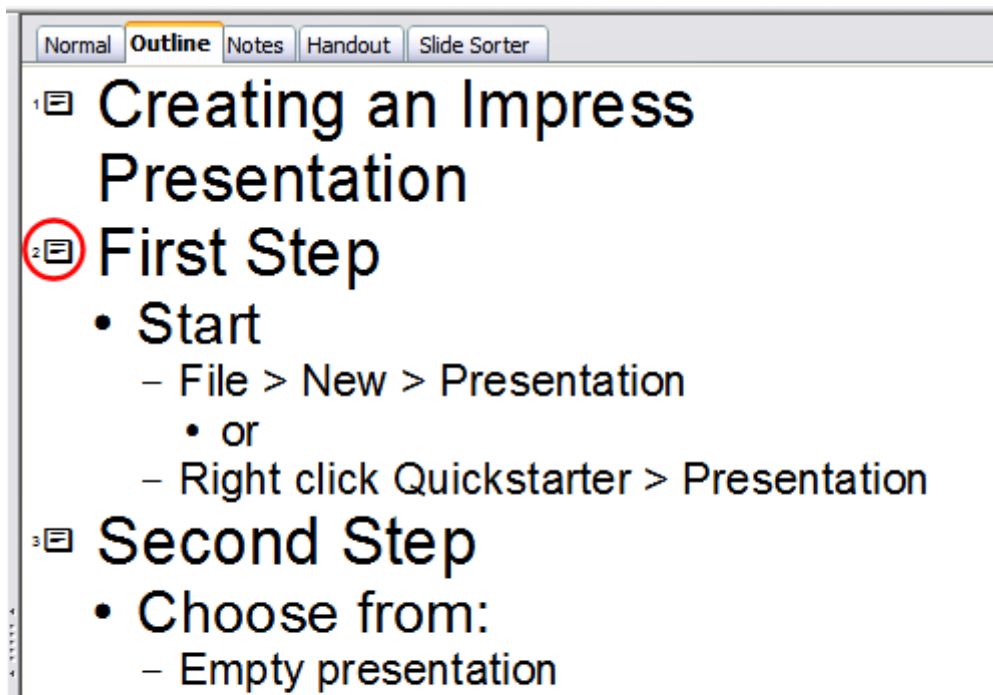 Normal Outline Notes Handout Slide Sorter
1 Creating an Impress
Presentation
2 First Step
• Start
– File > New > Presentation
• or
– Right click Quickstarter > Presentation
3 Second Step
• Choose from:
– Empty presentation